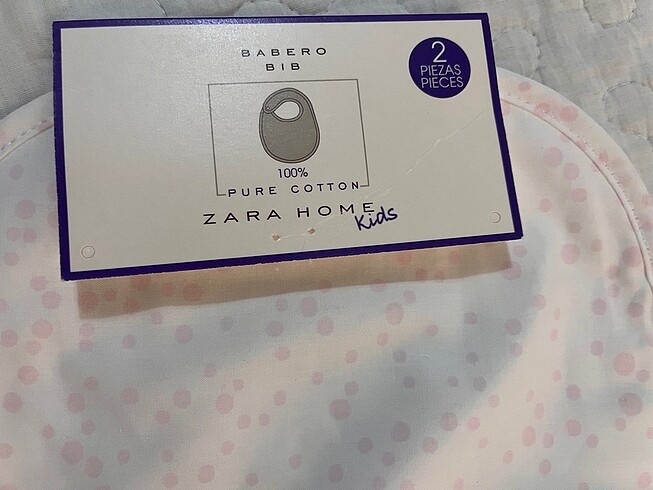 BABERO
BIB
2
PIEZAS
PIECES
100%
PURE COTTON
ZARA HOME
Kids